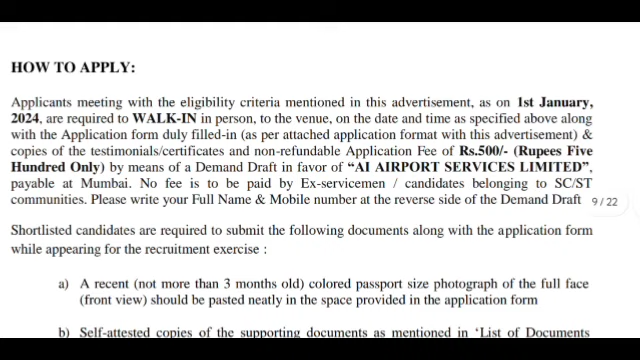 HOW TO APPLY:
Applicants meeting with the eligibility criteria mentioned in this advertisement, as on 1st January,
2024, are required to WALK-IN in person, to the venue, on the date and time as specified above along
with the Application form duly filled-in (as per attached application format with this advertisement) &
copies of the testimonials/certificates and non-refundable Application Fee of Rs.500/- (Rupees Five
Hundred Only) by means of a Demand Draft in favor of “AI AIRPORT SERVICES LIMITED”,
payable at Mumbai. No fee is to be paid by Ex-servicemen / candidates belonging to SC/ST
communities. Please write your Full Name & Mobile number at the reverse side of the Demand Draft
9 / 22
Shortlisted candidates are required to submit the following documents along with the application form
while appearing for the recruitment exercise :
a) A recent (not more than 3 months old) colored passport size photograph of the full face
(front view) should be pasted neatly in the space provided in the application form
b) Self-attested copies of the supporting documents as mentioned in ‘List of Documents